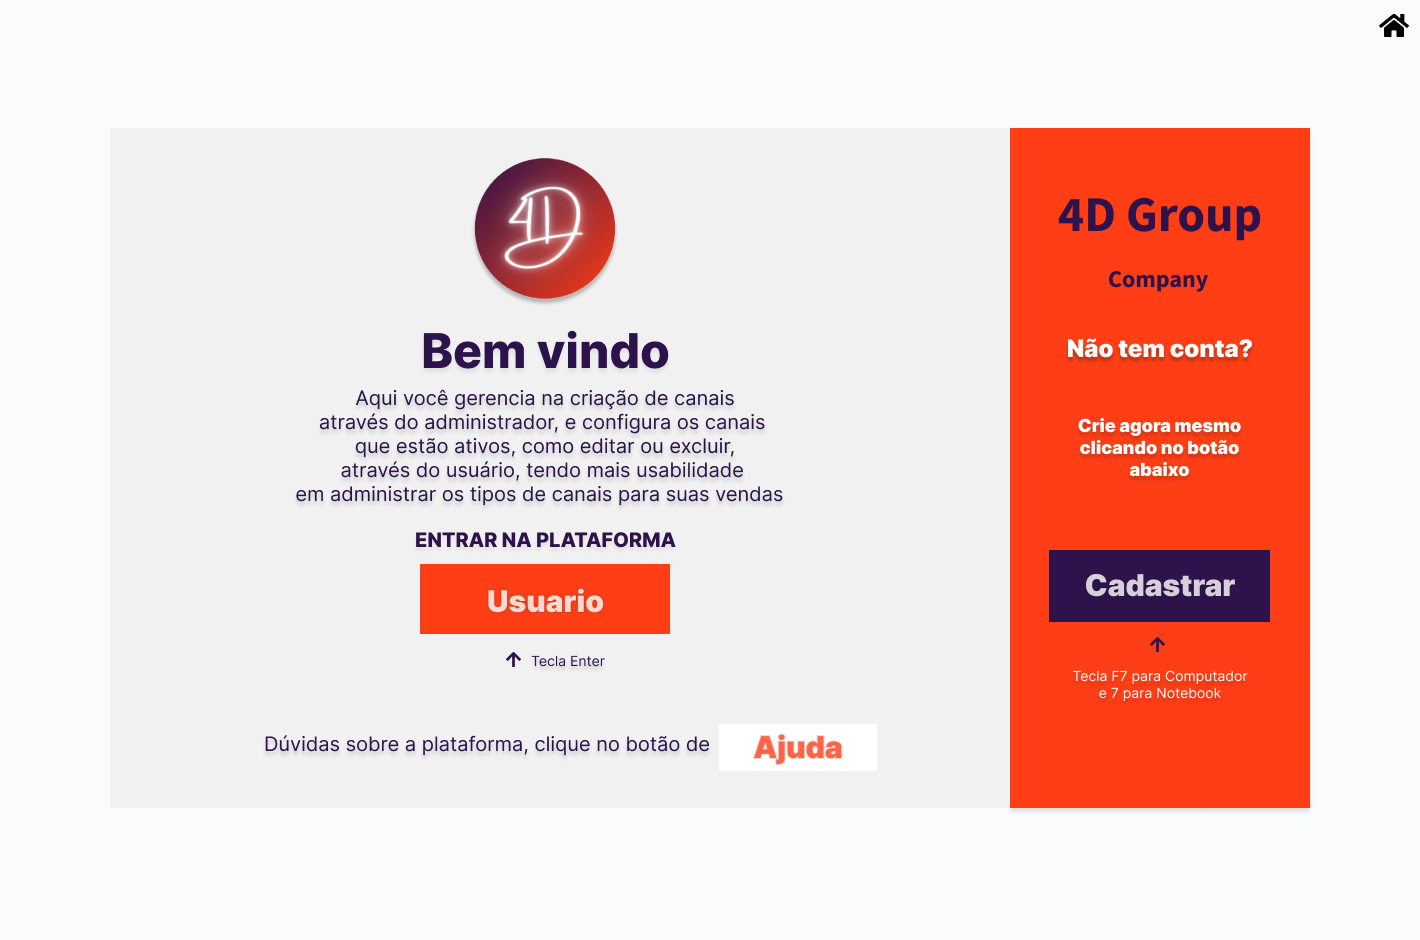 4D
Bem vindo
Aqui você gerencia na criação de canais
através do administrador, e configura os canais
que estão ativos, como editar ou excluir,
através do usuário, tendo mais usabilidade
em administrar os tipos de canais para suas vendas
ENTRAR NA PLATAFORMA
Usuario
Tecla Enter
Dúvidas sobre a plataforma, clique no botão de
Ajuda
4D Group
Company
Não tem conta?
Crie agora mesmo
clicando no botão
abaixo
Cadastrar
Tecla F7 para Computador
e 7 para Notebook